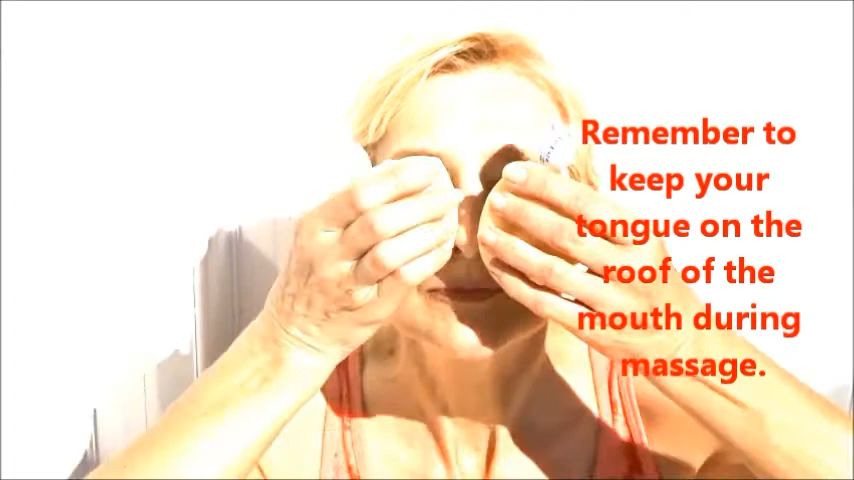 Remember to
keep your
tongue on the
roof of the
mouth during
massage.